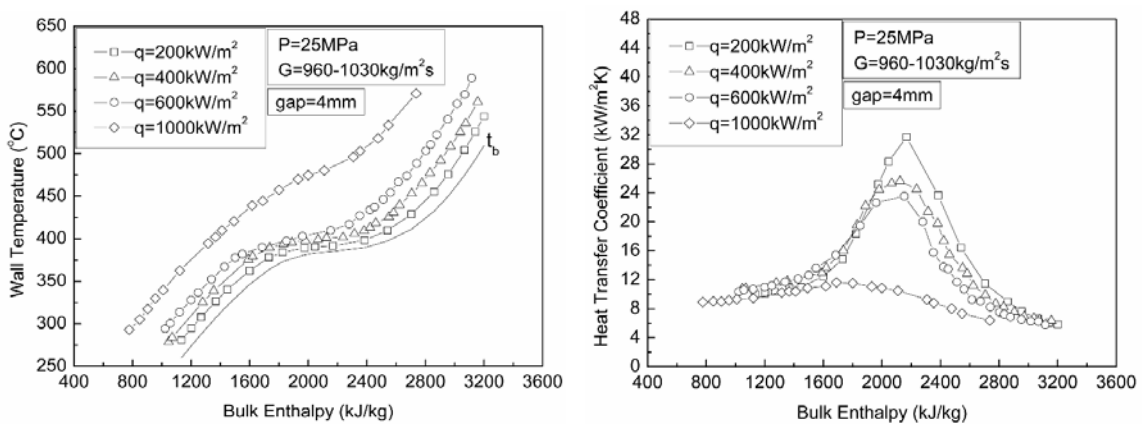 650
600
550
500
450
400
350
300
250
Wall Temperature (°C)
q=200kW/m²
q=400kW/m²
q=600kW/m²
q=1000kW/m²
P=25MPa
G=960-1030kg/m²s
gap=4mm
t_b
400 800 1200 1600 2000 2400 2800 3200 3600
Bulk Enthalpy (kJ/kg)
48
44
40
36
32
28
24
20
16
12
8
4
0
Heat Transfer Coefficient (kW/m²K)
q=200kW/m²
q=400kW/m²
q=600kW/m²
q=1000kW/m²
P=25MPa
G=960-1030kg/m²s
gap=4mm
400 800 1200 1600 2000 2400 2800 3200 3600
Bulk Enthalpy (kJ/kg)